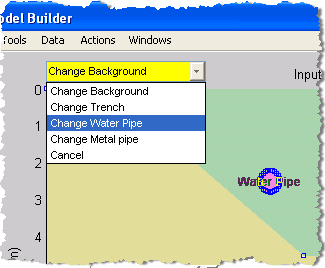 odel Builder
Tools Data Actions Windows
Change Background
Input
Change Background
Change Trench
Change Water Pipe
Change Metal pipe
Cancel
0
1
2
3
4
Water Pipe
m)